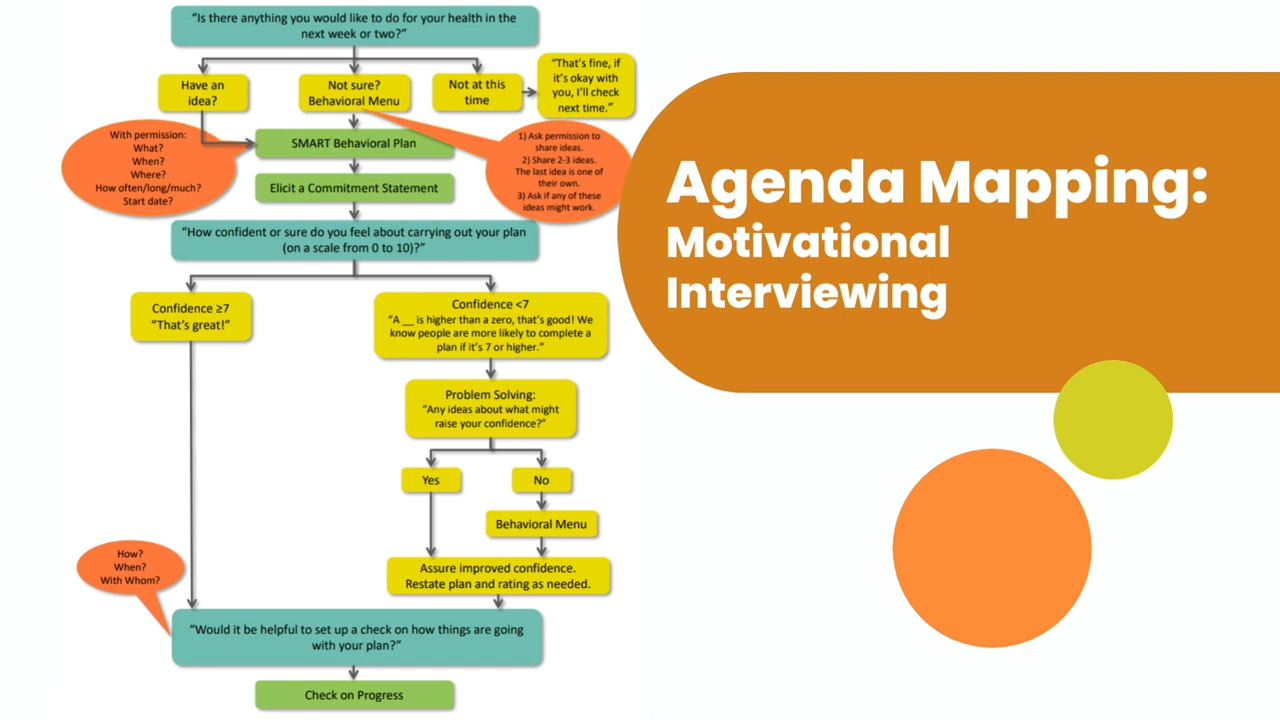 “Is there anything you would like to do for your health in the
next week or two?”
Have an
idea?
Not sure?
Behavioral Menu
Not at this
time
“That’s fine, if
it’s okay with
you, I’ll check
next time.”
With permission:
What?
When?
Where?
How often/long/much?
Start date?
SMART Behavioral Plan
1) Ask permission to
share ideas.
2) Share 2-3 ideas.
The last idea is one of
their own.
3) Ask if any of these
ideas might work.
Elicit a Commitment Statement
“How confident or sure do you feel about carrying out your plan
(on a scale from 0 to 10)?”
Confidence ≥7
“That’s great!”
Confidence <7
“A __ is higher than a zero, that’s good! We
know people are more likely to complete a
plan if it’s 7 or higher.”
Problem Solving:
“Any ideas about what might
raise your confidence?”
Yes
No
Behavioral Menu
Assure improved confidence.
Restate plan and rating as needed.
How?
When?
With Whom?
“Would it be helpful to set up a check on how things are going
with your plan?”
Check on Progress
Agenda Mapping:
Motivational
Interviewing